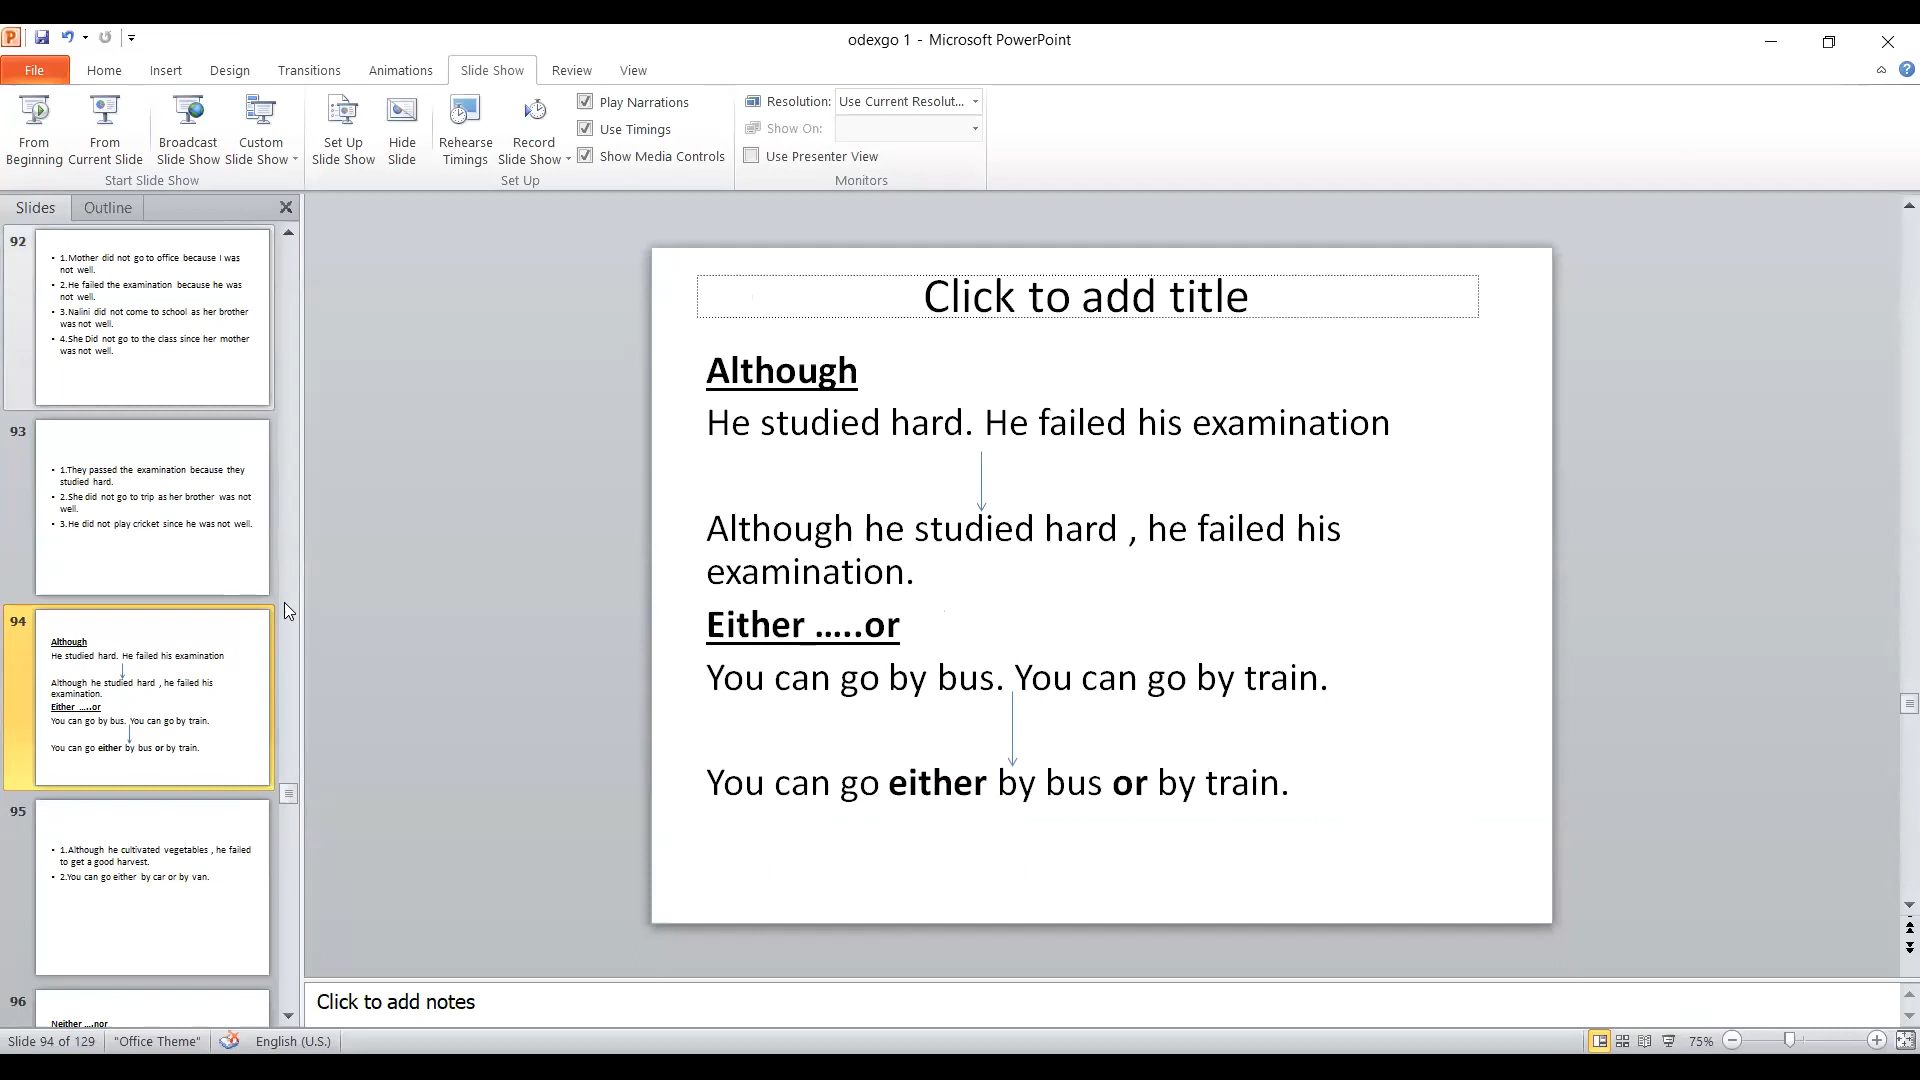 odexgo 1 - Microsoft PowerPoint
File
Home
Insert
Design
Transitions
Animations
Slide Show
Review
View
From Beginning
From Current Slide
Broadcast Slide Show
Custom Slide Show
Start Slide Show
Set Up Slide Show
Hide Slide
Rehearse Timings
Record Slide Show
Play Narrations
Use Timings
Show Media Controls
Set Up
Resolution:
Use Current Resolut...
Show On:
Use Presenter View
Monitors
Slides
Outline
92
• 1.Mother did not go to office because I was
not well.
• 2.He failed the examination because he was
not well.
• 3.Nalini did not come to school as her brother
was not well.
• 4.She Did not go to the class since her mother
was not well.
93
• 1.They passed the examination because they
studied hard.
• 2.She did not go to trip as her brother was not
well.
• 3.He did not play cricket since he was not well.
94
Although
He studied hard. He failed his examination
Although he studied hard , he failed his
examination.
Either .....or
You can go by bus. You can go by train.
You can go either by bus or by train.
95
• 1.Although he cultivated vegetables , he failed
to get a good harvest.
• 2.You can go either by car or by van.
96
Neither ....nor
Click to add title
Although
He studied hard. He failed his examination
Although he studied hard , he failed his
examination.
Either .....or
You can go by bus. You can go by train.
You can go either by bus or by train.
Click to add notes
Slide 94 of 129
"Office Theme"
English (U.S.)
75%